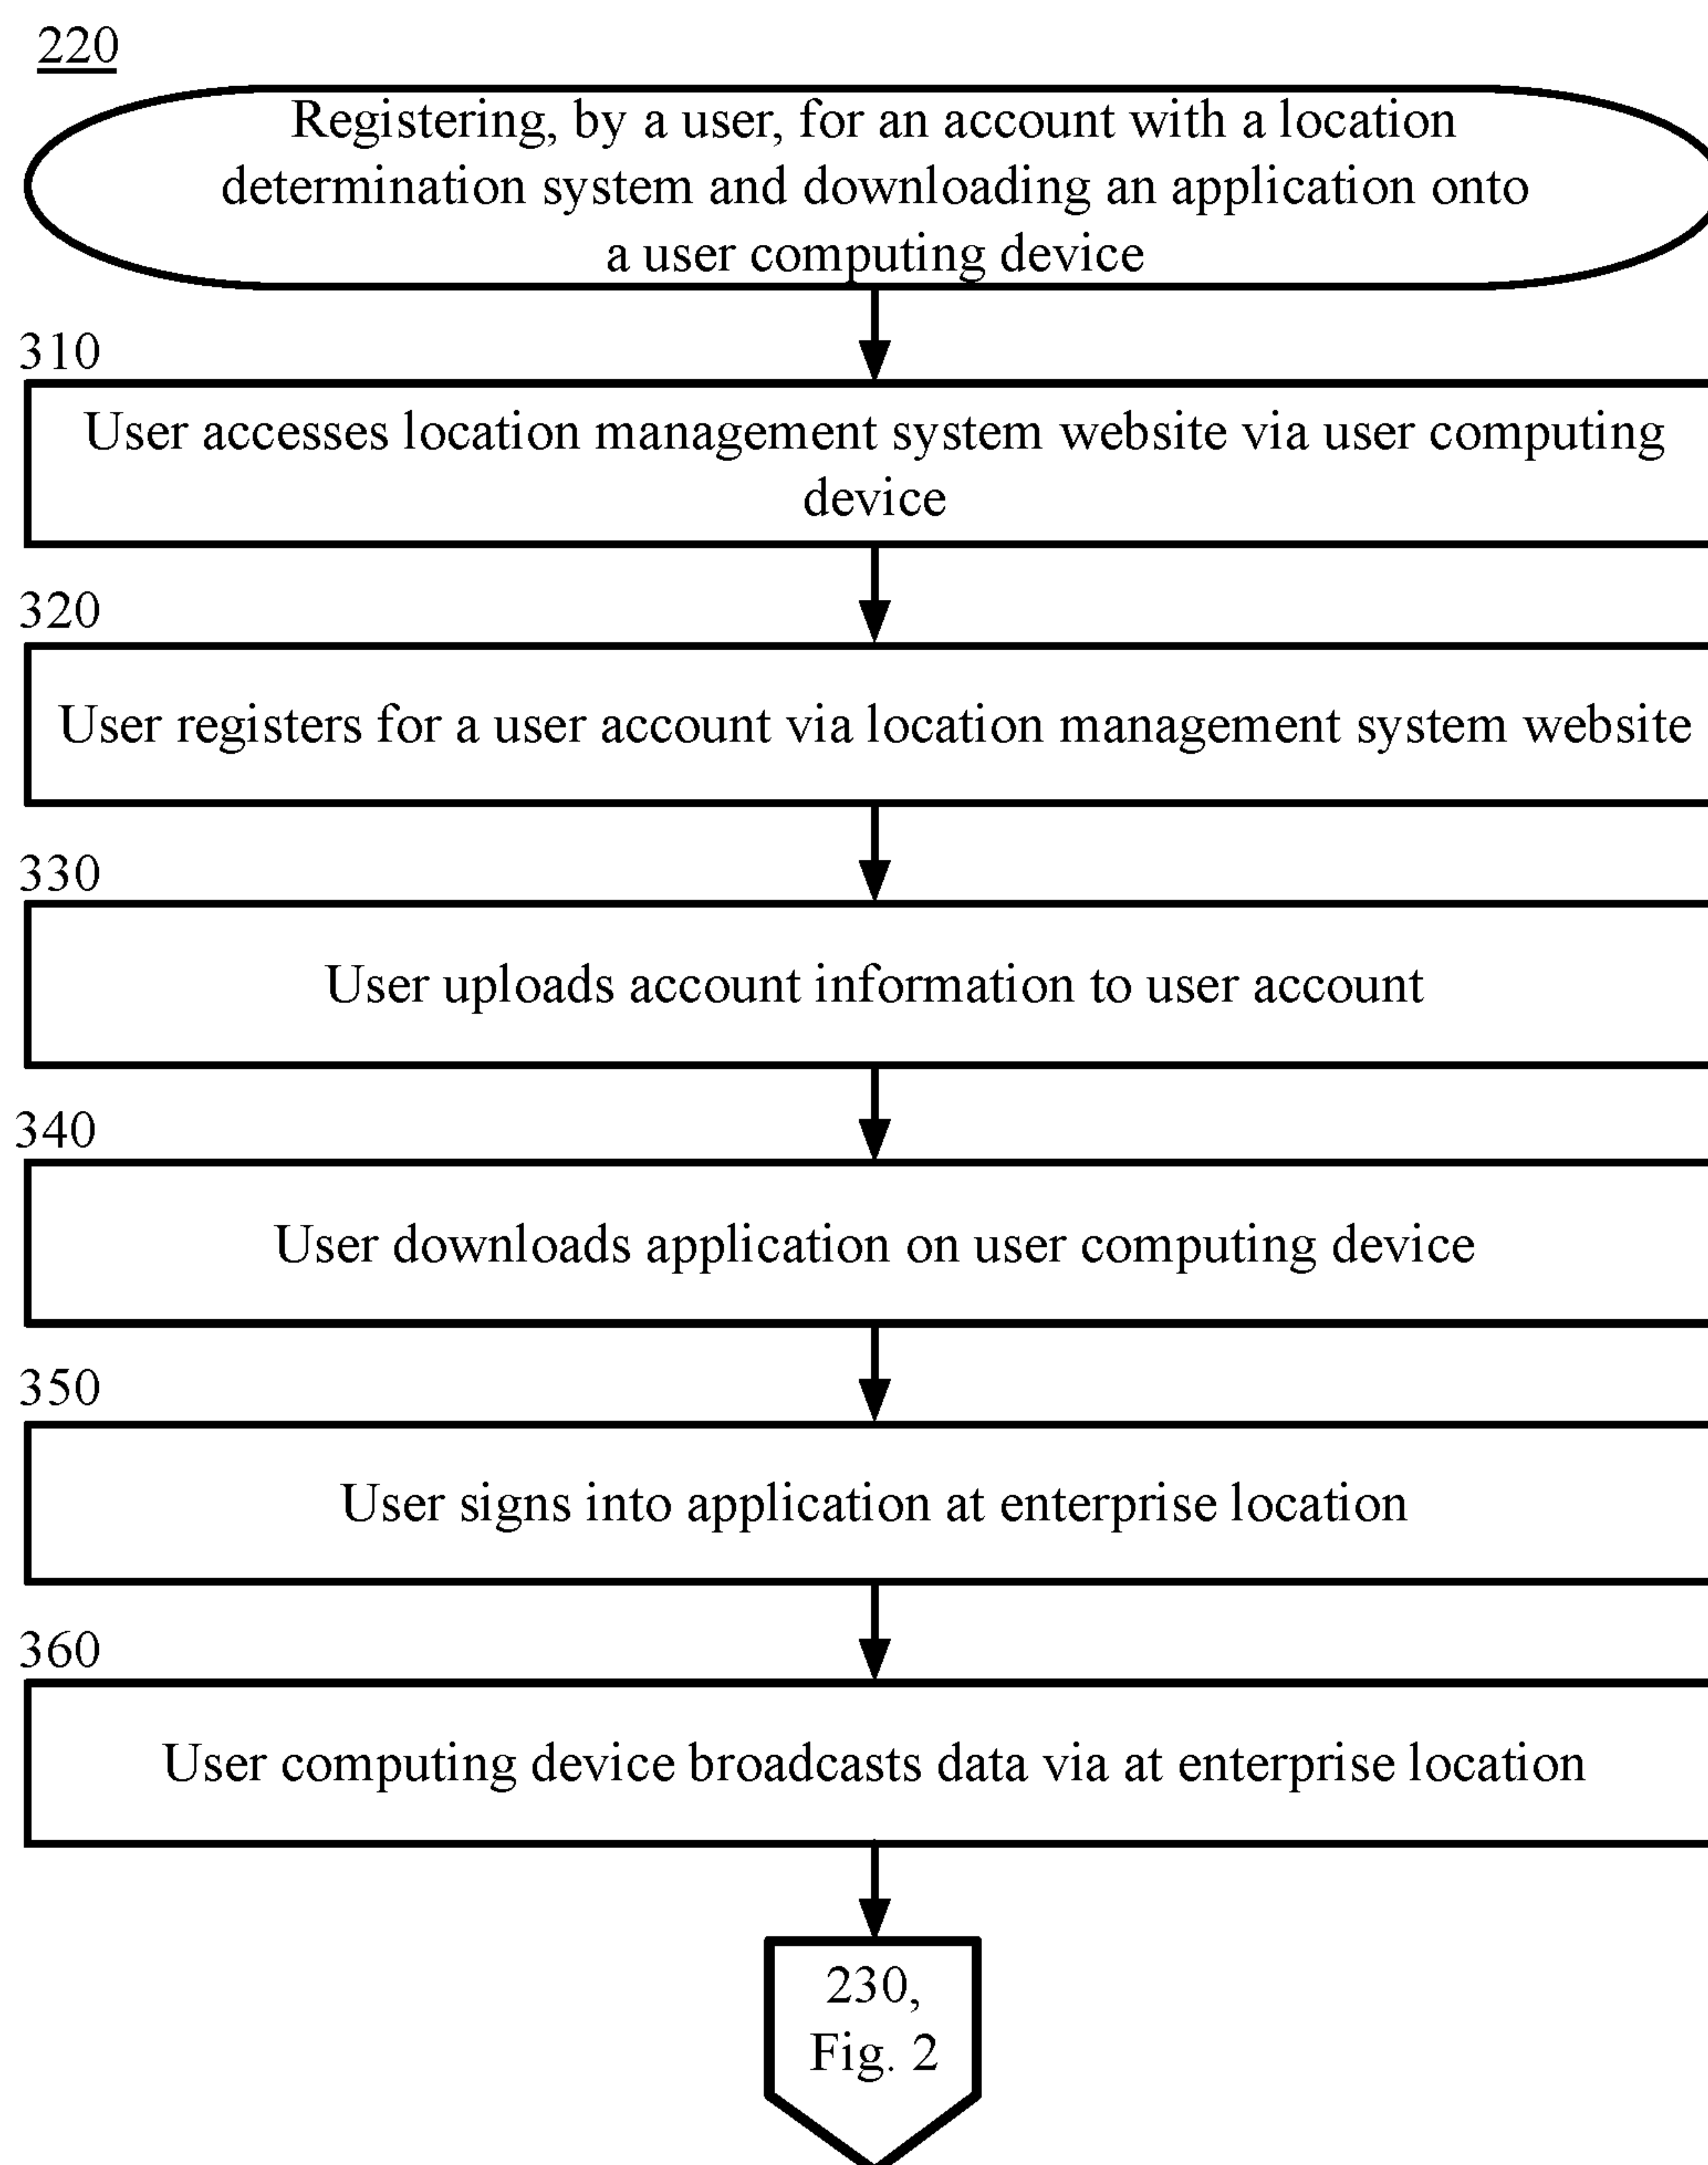 220
Registering, by a user, for an account with a location
determination system and downloading an application onto
a user computing device
310
User accesses location management system website via user computing
device
320
User registers for a user account via location management system website
330
User uploads account information to user account
340
User downloads application on user computing device
350
User signs into application at enterprise location
360
User computing device broadcasts data via at enterprise location
230,
Fig. 2